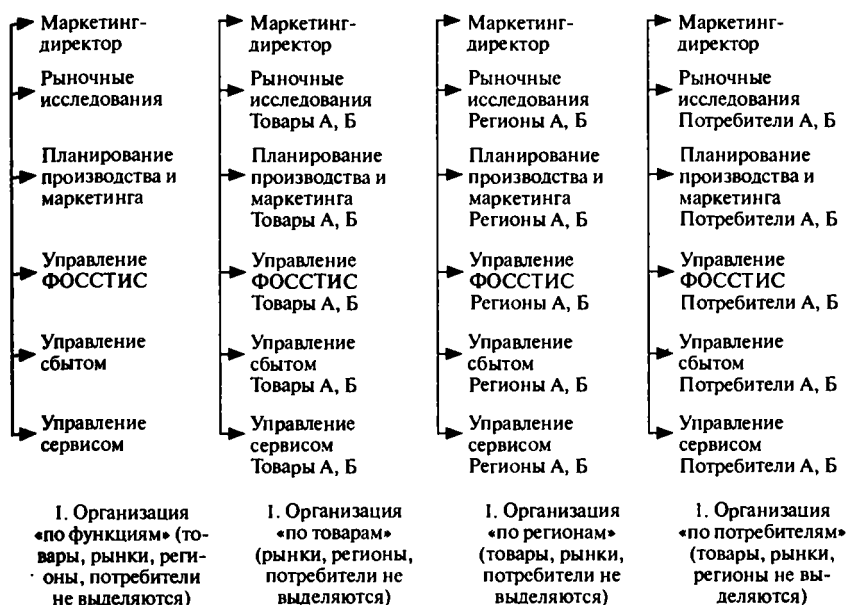 Маркетинг-
директор
Рыночные
исследования
Планирование
производства и
маркетинга
Управление
ФОССТИС
Управление
сбытом
Управление
сервисом
1. Организация
«по функциям» (то-
вары, рынки, реги-
оны, потребители
не выделяются)
Маркетинг-
директор
Рыночные
исследования
Товары А, Б
Планирование
производства и
маркетинга
Товары А, Б
Управление
ФОССТИС
Товары А, Б
Управление
сбытом
Товары А, Б
Управление
сервисом
Товары А, Б
1. Организация
«по товарам»
(рынки, регионы,
потребители не
выделяются)
Маркетинг-
директор
Рыночные
исследования
Регионы А, Б
Планирование
производства и
маркетинга
Регионы А, Б
Управление
ФОССТИС
Регионы А, Б
Управление
сбытом
Регионы А, Б
Управление
сервисом
Регионы А, Б
1. Организация
«по регионам»
(товары, рынки,
потребители не
выделяются)
Маркетинг-
директор
Рыночные
исследования
Потребители А, Б
Планирование
производства и
маркетинга
Потребители А, Б
Управление
ФОССТИС
Потребители А, Б
Управление
сбытом
Потребители А, Б
Управление
сервисом
Потребители А, Б
1. Организация
«по потребителям»
(товары, рынки,
регионы не вы-
деляются)